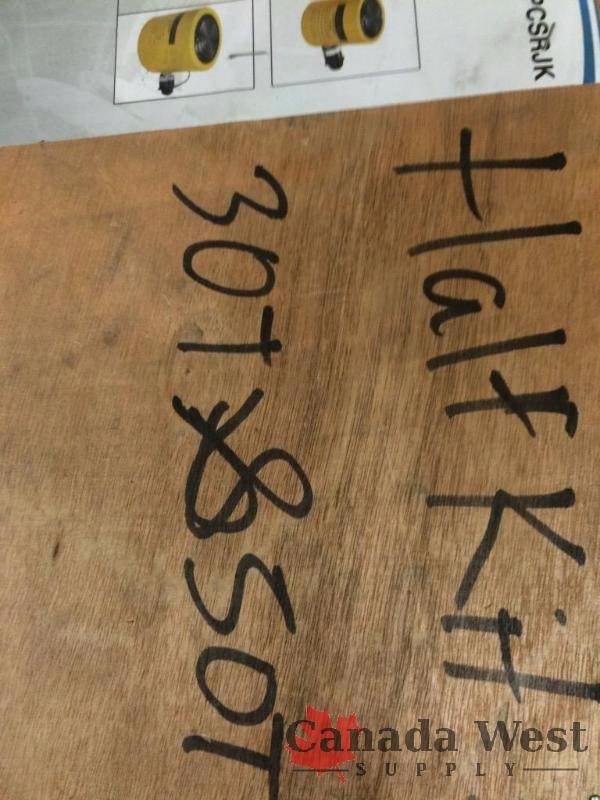 PCSRJK
Half Kit
30T & 50T
Canada West
SUPPLY